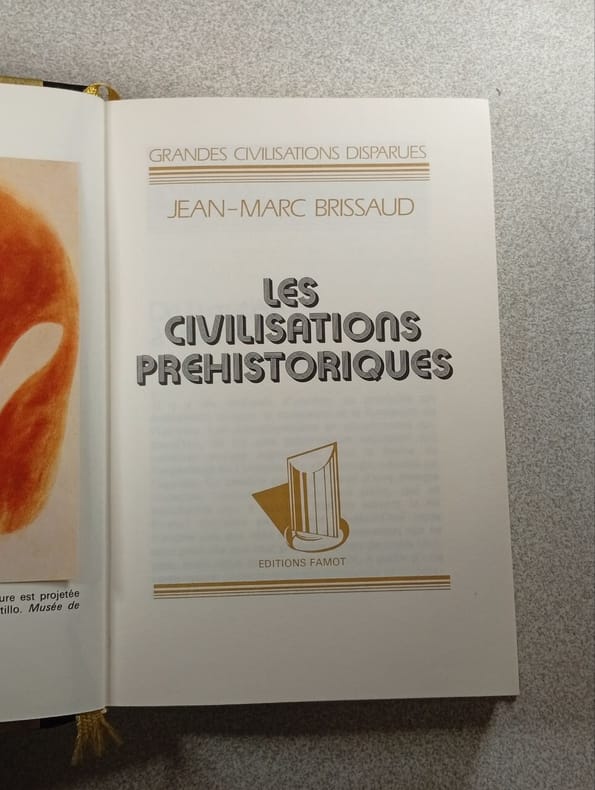 ure est projetée
tillo. Musée de
GRANDES CIVILISATIONS DISPARUES
JEAN-MARC BRISSAUD
LES
CIVILISATIONS
PREHISTORIQUES
EDITIONS FAMOT